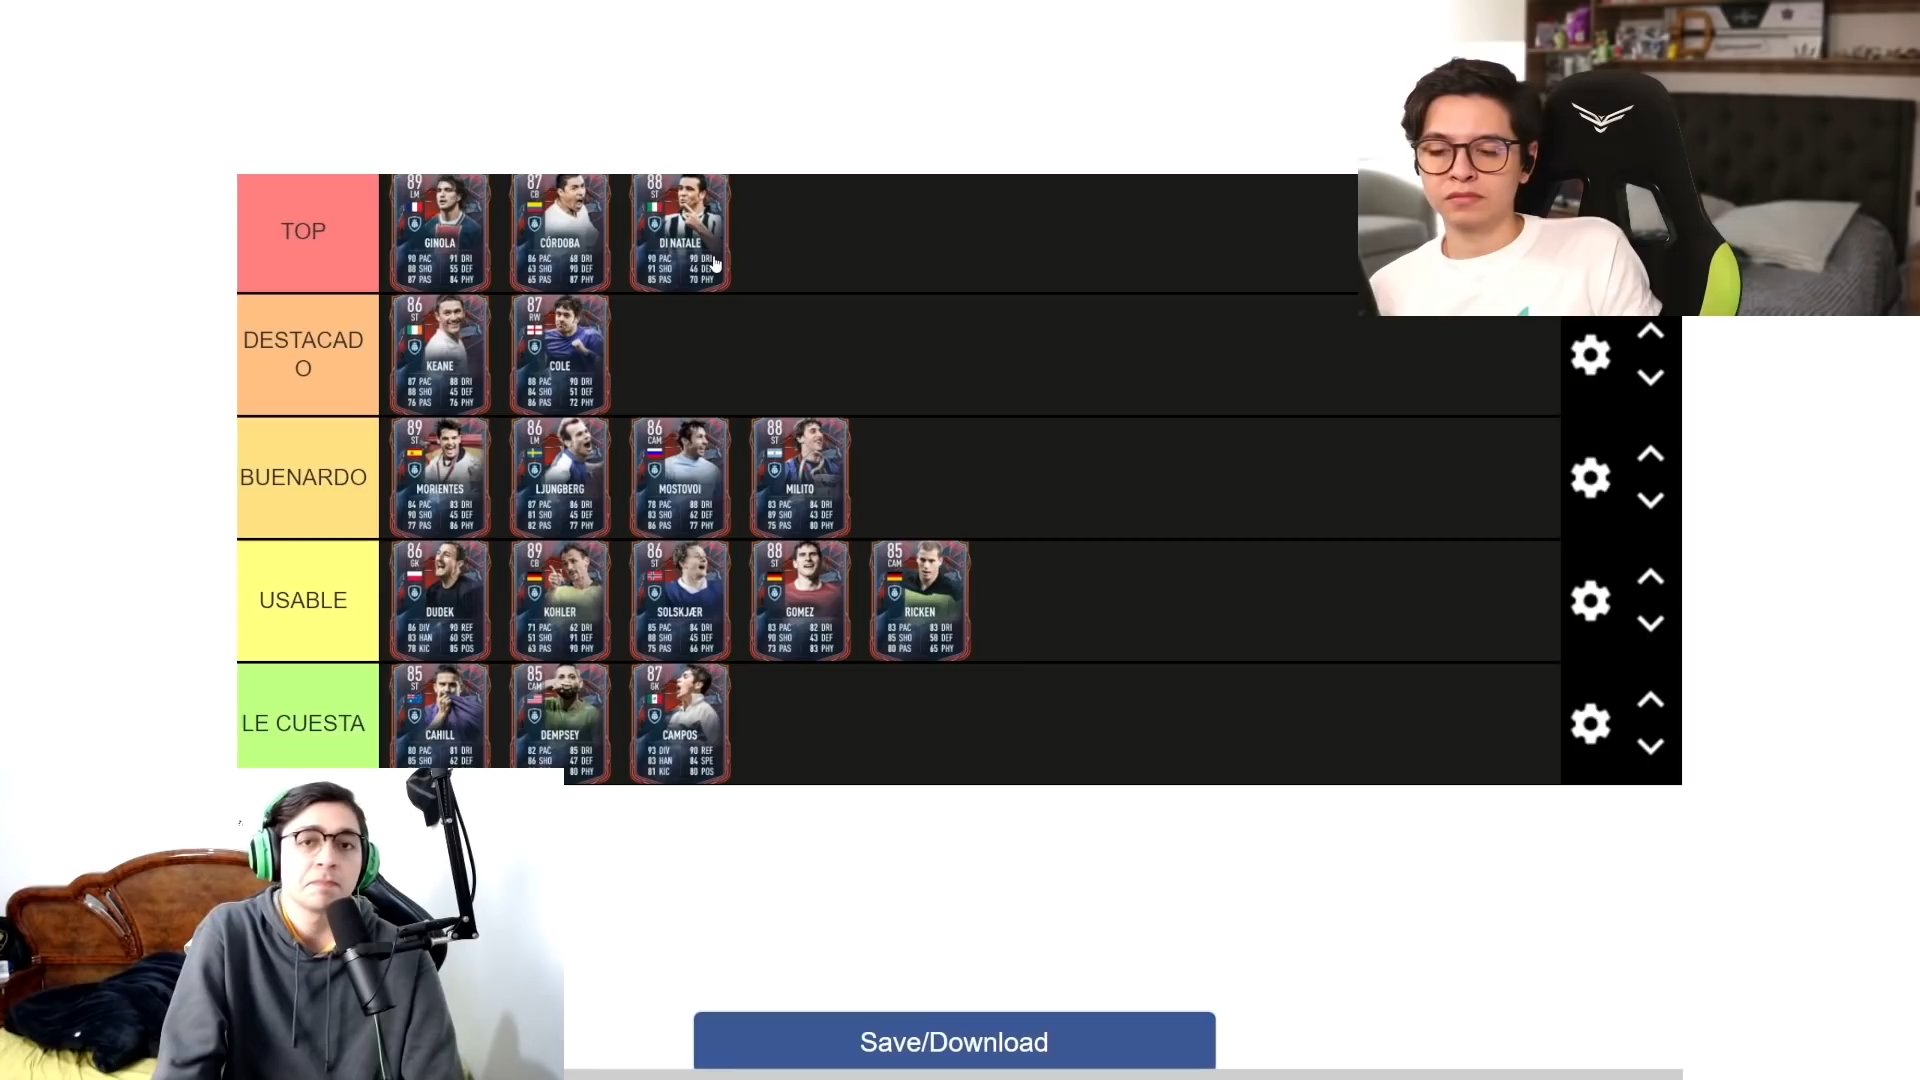 TOP
89 LM GINOLA
90 PAC 91 DRI
88 SHO 55 DEF
87 PAS 84 PHY
87 CB CÓRDOBA
86 PAC 68 DRI
63 SHO 90 DEF
65 PAS 87 PHY
88 ST DI NATALE
90 PAC 90 DRI
91 SHO 46 DEF
85 PAS 70 PHY
DESTACAD
O
86 ST KEANE
87 PAC 88 DRI
88 SHO 45 DEF
76 PAS 76 PHY
87 RW COLE
88 PAC 90 DRI
84 SHO 51 DEF
86 PAS 72 PHY
BUENARDO
89 ST MORIENTES
84 PAC 83 DRI
90 SHO 45 DEF
77 PAS 86 PHY
86 LM LJUNGBERG
87 PAC 86 DRI
81 SHO 45 DEF
82 PAS 77 PHY
86 CAM MOSTOVOI
78 PAC 88 DRI
83 SHO 62 DEF
86 PAS 77 PHY
88 ST MILITO
83 PAC 84 DRI
89 SHO 43 DEF
75 PAS 80 PHY
USABLE
86 GK DUDEK
86 DIV 90 REF
83 HAN 60 SPE
78 KIC 85 POS
89 CB KOHLER
71 PAC 62 DRI
51 SHO 91 DEF
63 PAS 90 PHY
86 ST SOLSKJÆR
85 PAC 84 DRI
88 SHO 45 DEF
75 PAS 66 PHY
88 ST GOMEZ
83 PAC 82 DRI
90 SHO 43 DEF
73 PAS 83 PHY
85 CAM RICKEN
83 PAC 83 DRI
85 SHO 58 DEF
80 PAS 65 PHY
LE CUESTA
85 ST CAHILL
80 PAC 81 DRI
85 SHO 62 DEF
85 CAM DEMPSEY
82 PAC 85 DRI
86 SHO 47 DEF
80 PHY
87 GK CAMPOS
93 DIV 90 REF
83 HAN 84 SPE
81 KIC 80 POS
Save/Download